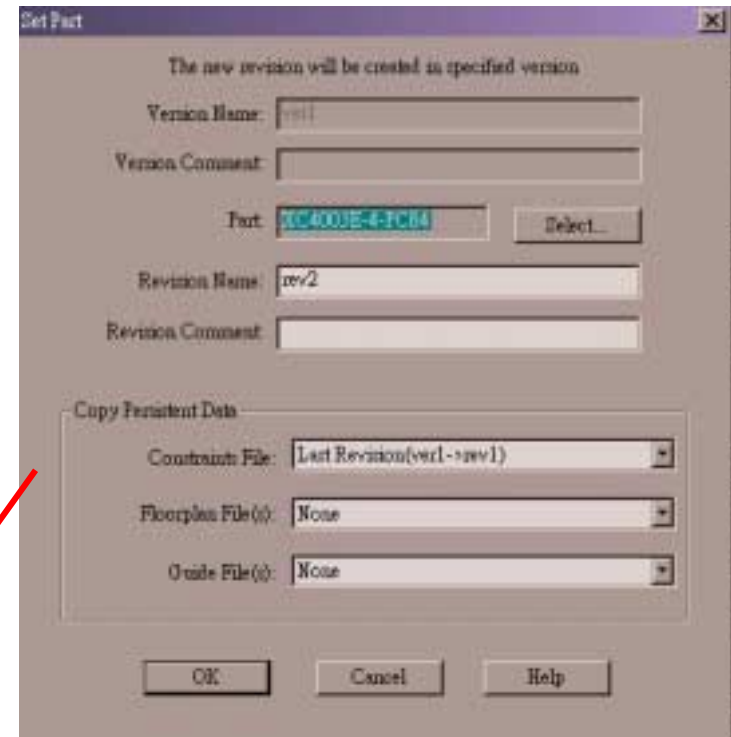 Set Part
The new revision will be created in specified version
Version Name: ver1
Version Comment:
Part: XC4003E-4-PC84 Select...
Revision Name: rev2
Revision Comment:
Copy Persistent Data
Constraints File: Last Revision(ver1->rev1)
Floorplan File(s): None
Guide File(s): None
OK Cancel Help